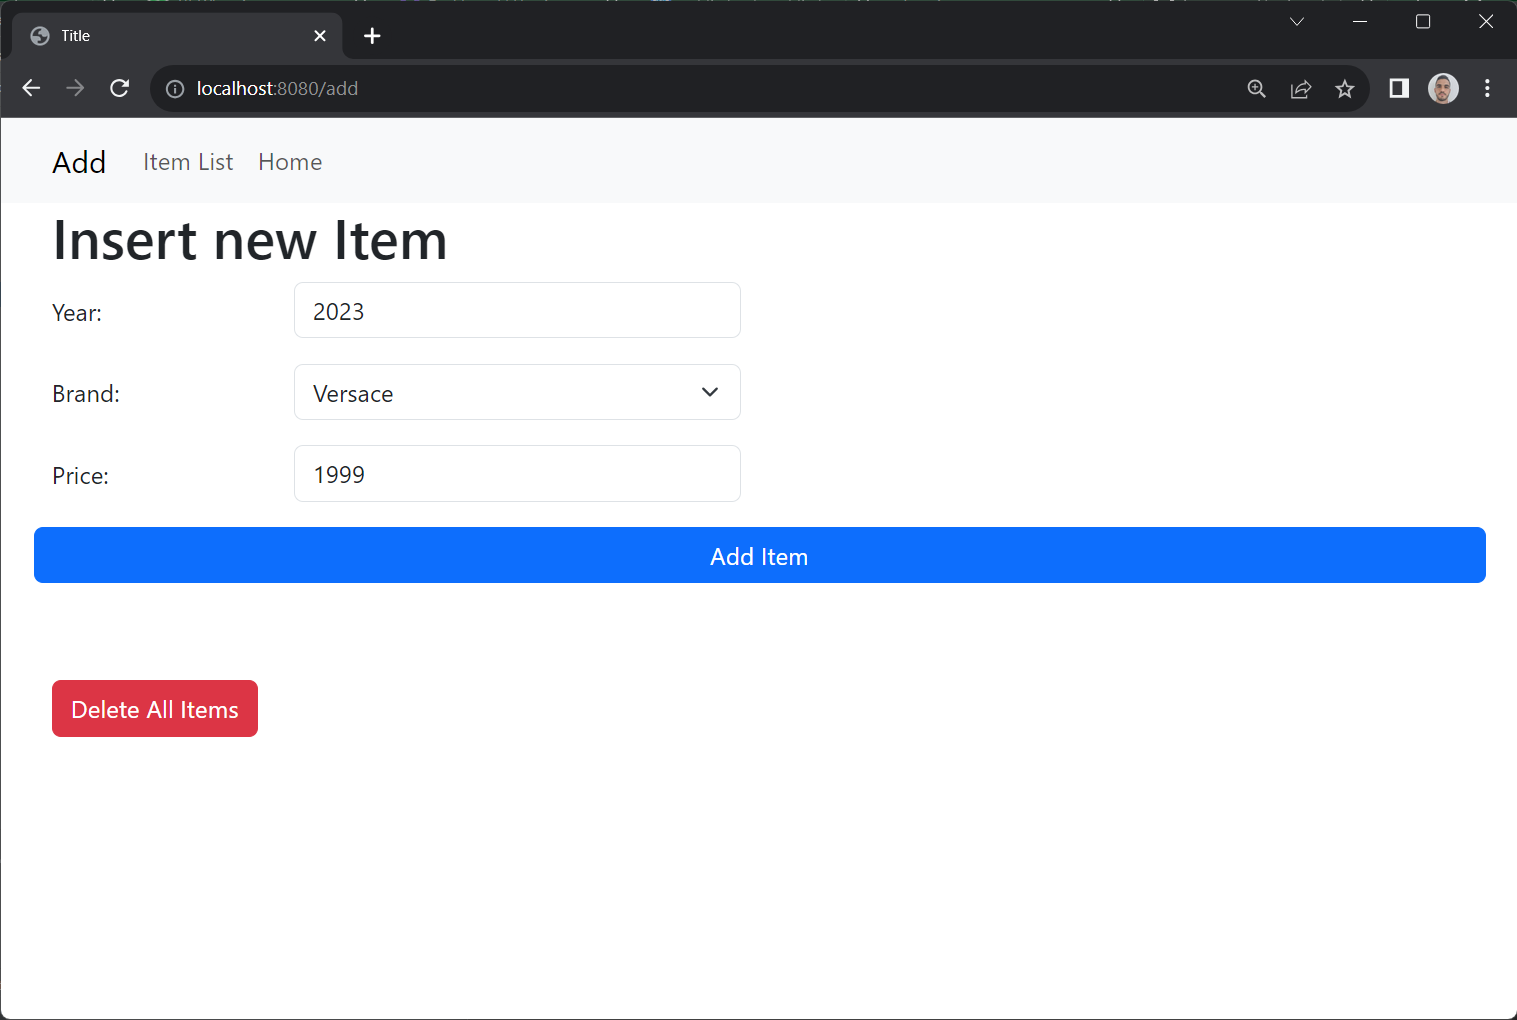 Title
localhost:8080/add
Add Item List Home
Insert new Item
Year: 2023
Brand: Versace
Price: 1999
Add Item
Delete All Items